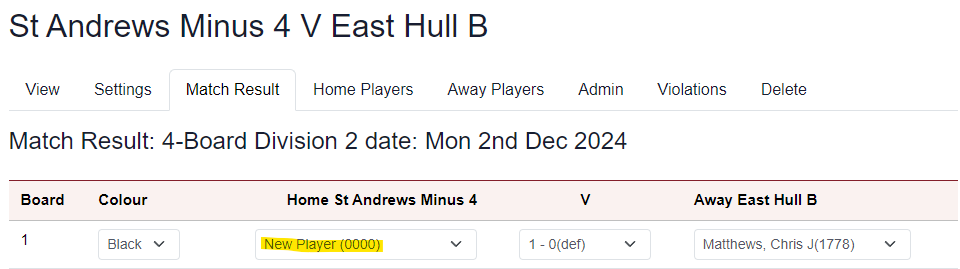 St Andrews Minus 4 V East Hull B
View Settings Match Result Home Players Away Players Admin Violations Delete
Match Result: 4-Board Division 2 date: Mon 2nd Dec 2024
Board Colour Home St Andrews Minus 4 V Away East Hull B
1 Black New Player (0000) 1 - 0(def) Matthews, Chris J(1778)